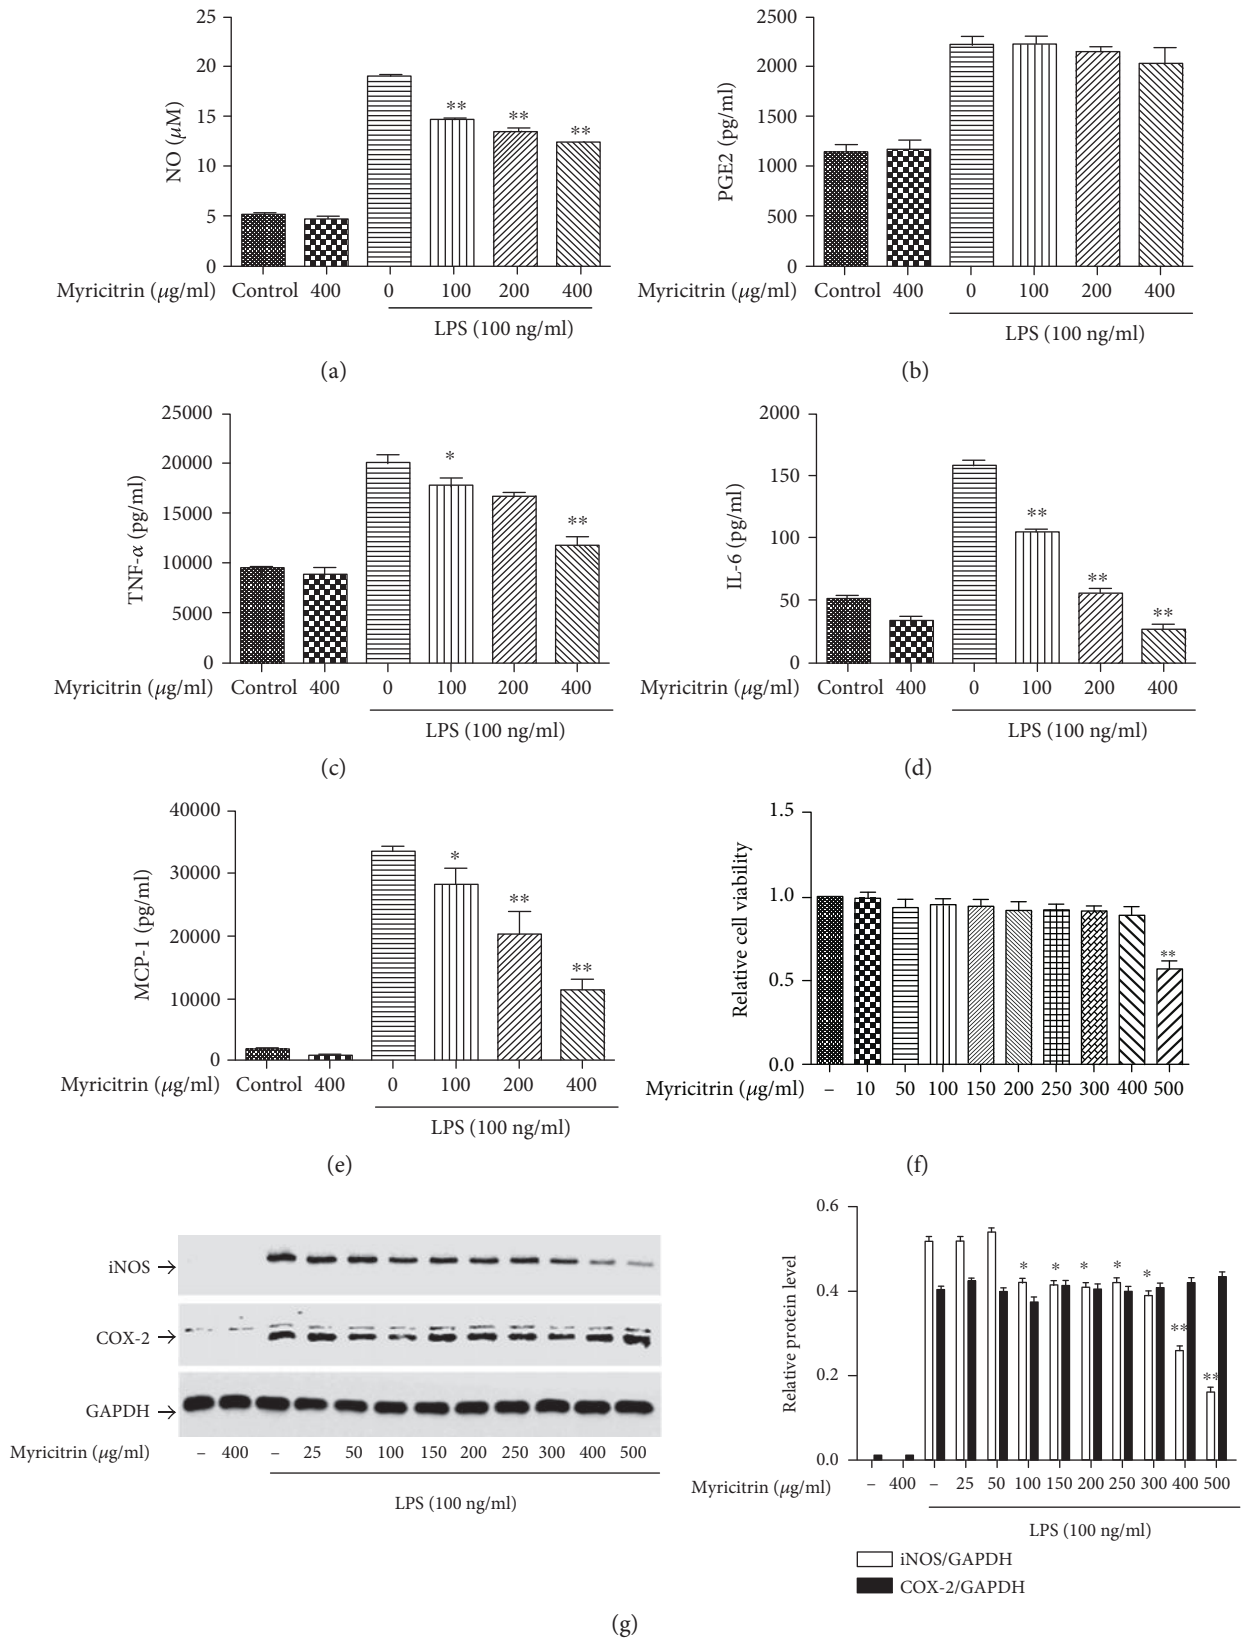 25
20
15
10
5
0
NO (μM)
**
**
**
Myricitrin (μg/ml) Control 400 0 100 200 400
LPS (100 ng/ml)
(a)
2500
2000
1500
1000
500
0
PGE2 (pg/ml)
Myricitrin (μg/ml) Control 400 0 100 200 400
LPS (100 ng/ml)
(b)
25000
20000
15000
10000
5000
0
TNF-α (pg/ml)
*
**
Myricitrin (μg/ml) Control 400 0 100 200 400
LPS (100 ng/ml)
(c)
2000
150
100
50
0
IL-6 (pg/ml)
**
**
**
Myricitrin (μg/ml) Control 400 0 100 200 400
LPS (100 ng/ml)
(d)
40000
30000
20000
10000
0
MCP-1 (pg/ml)
*
**
**
Myricitrin (μg/ml) Control 400 0 100 200 400
LPS (100 ng/ml)
(e)
1.5
1.0
0.5
0.0
Relative cell viability
**
Myricitrin (μg/ml) – 10 50 100 150 200 250 300 400 500
(f)
iNOS →
COX-2 →
GAPDH →
Myricitrin (μg/ml) – 400 – 25 50 100 150 200 250 300 400 500
LPS (100 ng/ml)
0.6
0.4
0.2
0.0
Relative protein level
* * * * *
**
**
Myricitrin (μg/ml) – 400 – 25 50 100 150 200 250 300 400 500
LPS (100 ng/ml)
iNOS/GAPDH
COX-2/GAPDH
(g)